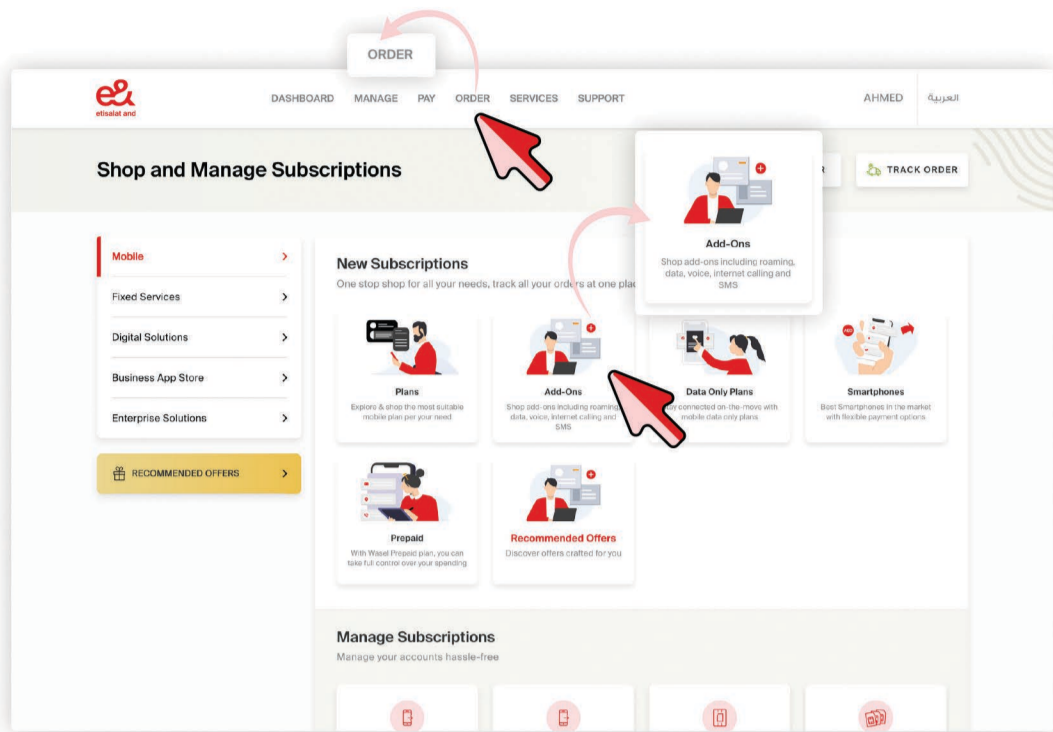 ORDER
e&
etisalat and
DASHBOARD MANAGE PAY ORDER SERVICES SUPPORT
AHMED
العربية
Shop and Manage Subscriptions
TRACK ORDER
Mobile
Fixed Services
Digital Solutions
Business App Store
Enterprise Solutions
RECOMMENDED OFFERS
Add-Ons
Shop add-ons including roaming,
data, voice, internet calling and
SMS
New Subscriptions
One stop shop for all your needs, track all your orders at one
Plans
Explore & shop the most suitable
mobile plan per your need
Add-Ons
Shop add-ons including roaming,
data, voice, internet calling and
SMS
Data Only Plans
connected on-the-move with
mobile data only plans
Smartphones
Best Smartphones in the market
with flexible payment options
Prepaid
With Wasel Prepaid plan, you can
take full control over your spending
Recommended Offers
Discover offers crafted for you
Manage Subscriptions
Manage your accounts hassle-free